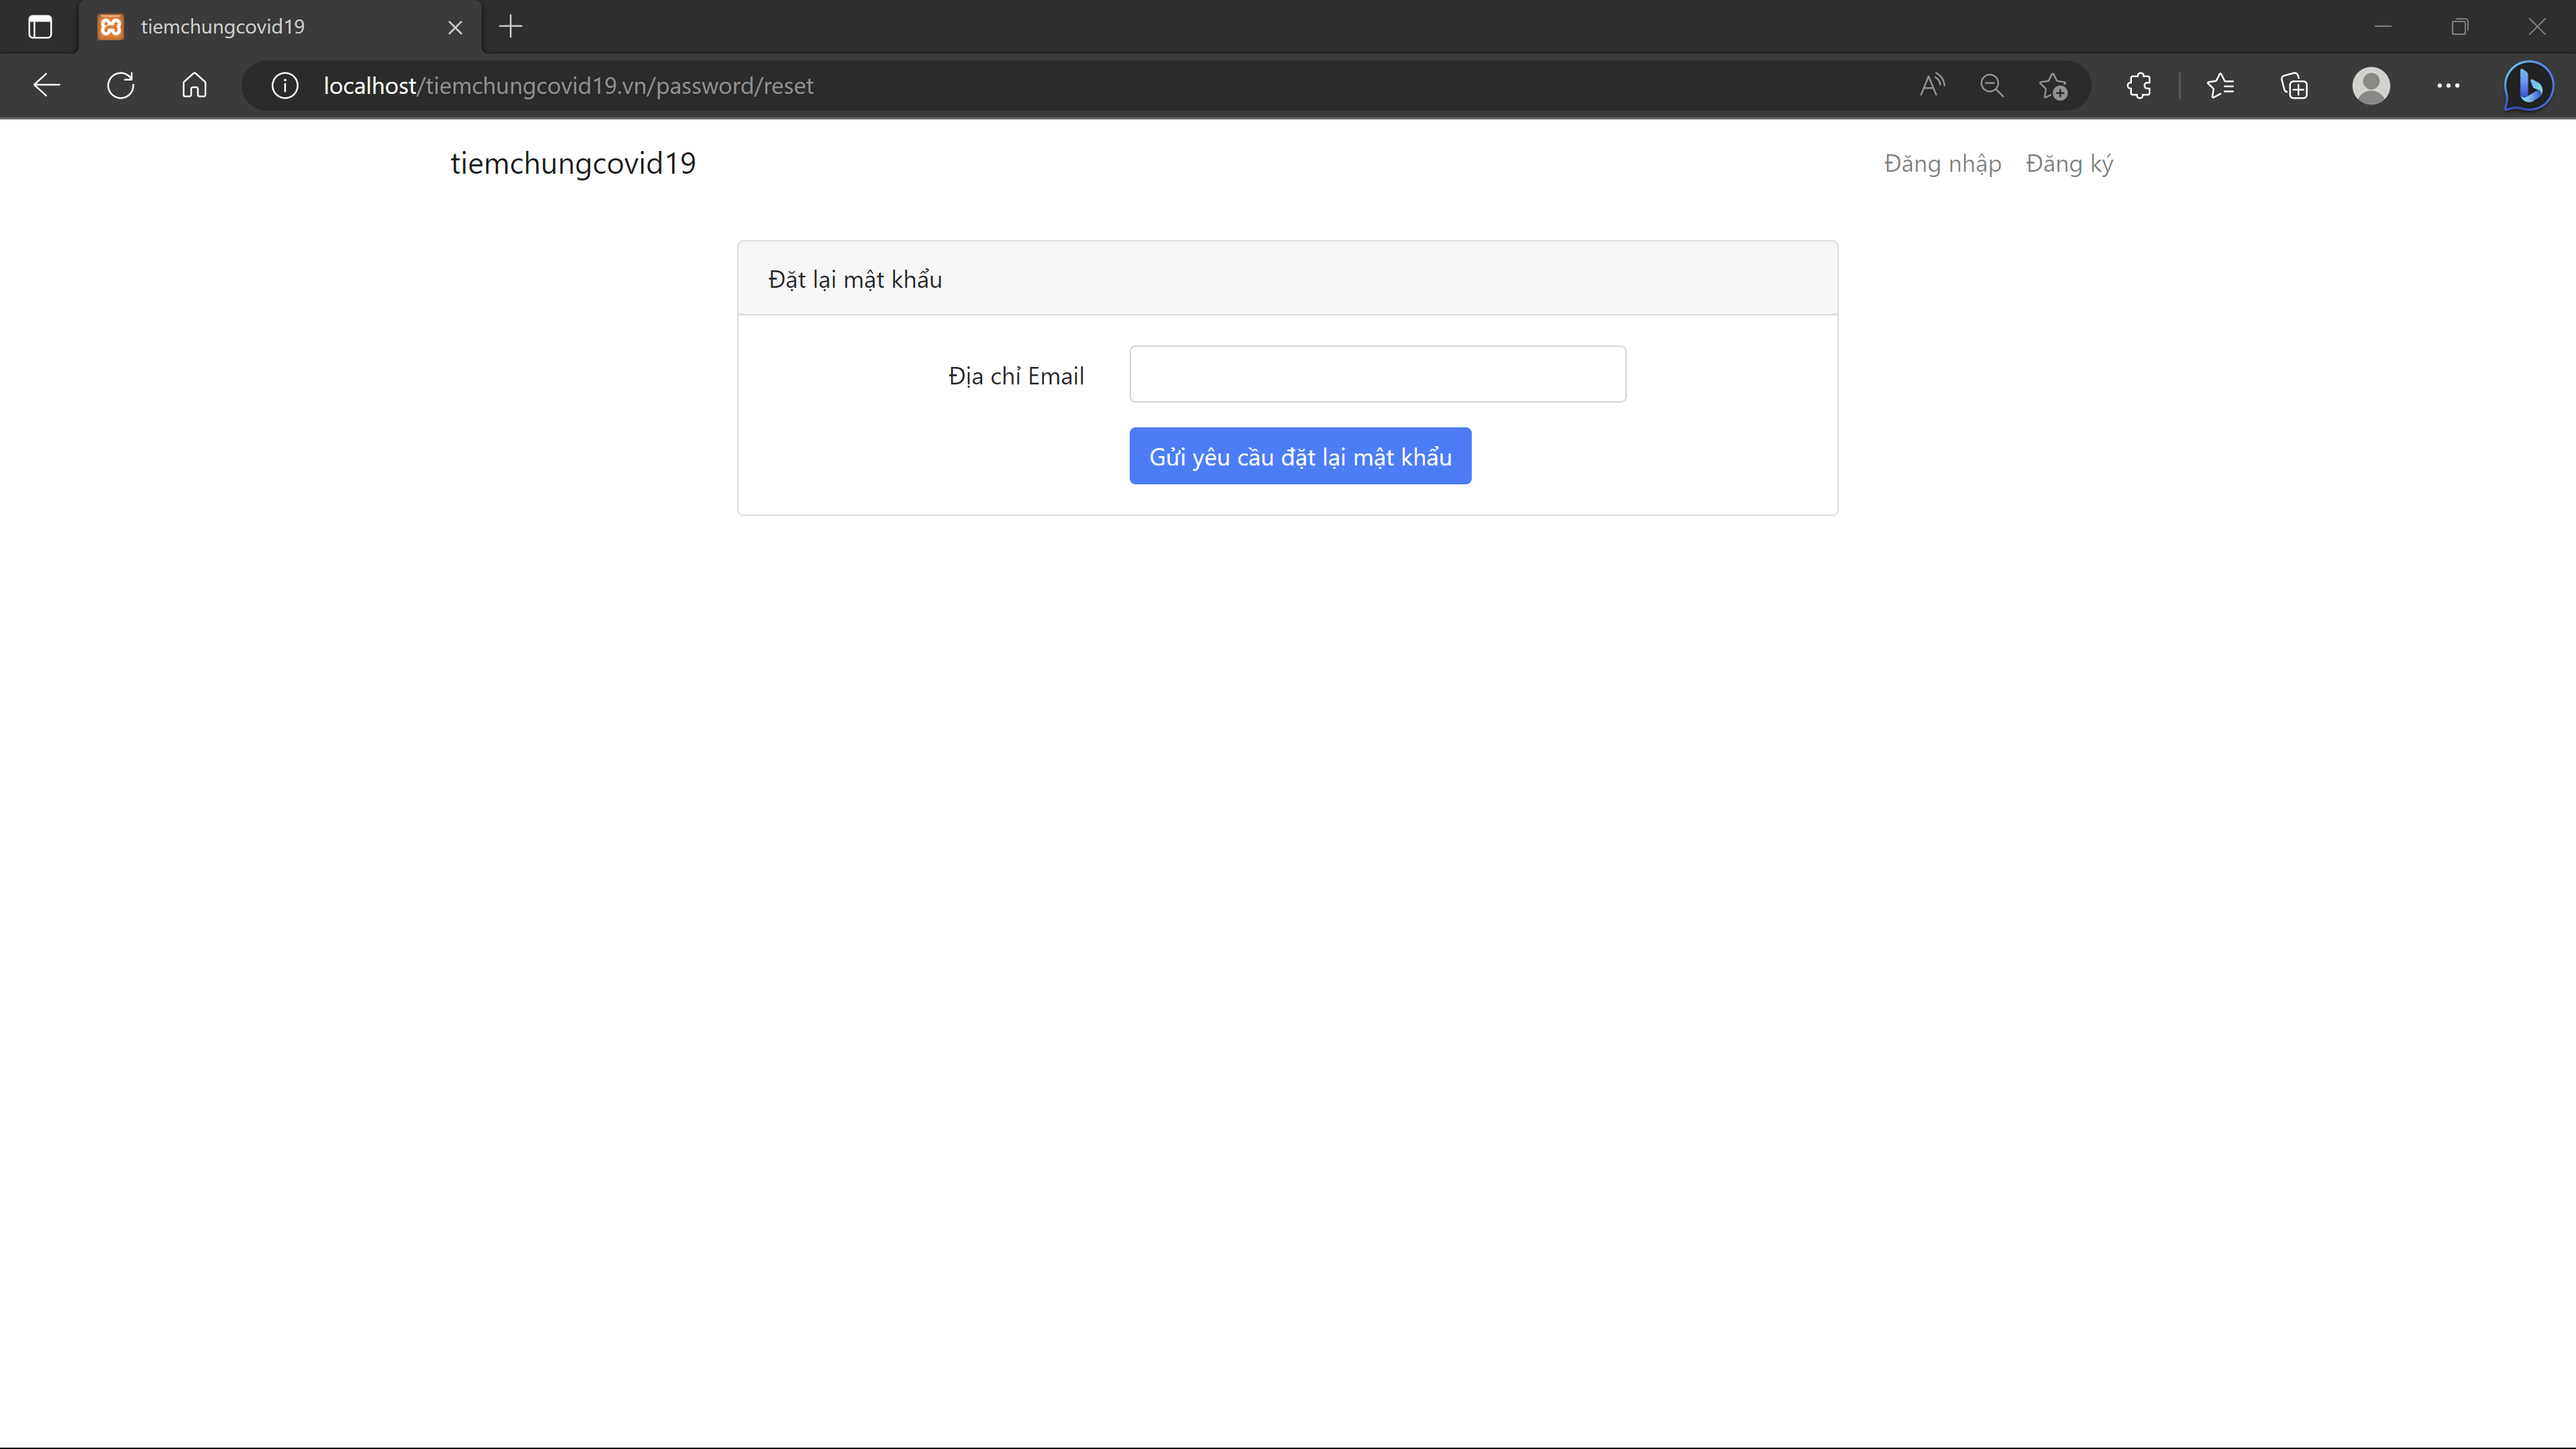 tiemchungcovid19
localhost/tiemchungcovid19.vn/password/reset
tiemchungcovid19
Đăng nhập
Đăng ký
Đặt lại mật khẩu
Địa chỉ Email
Gửi yêu cầu đặt lại mật khẩu